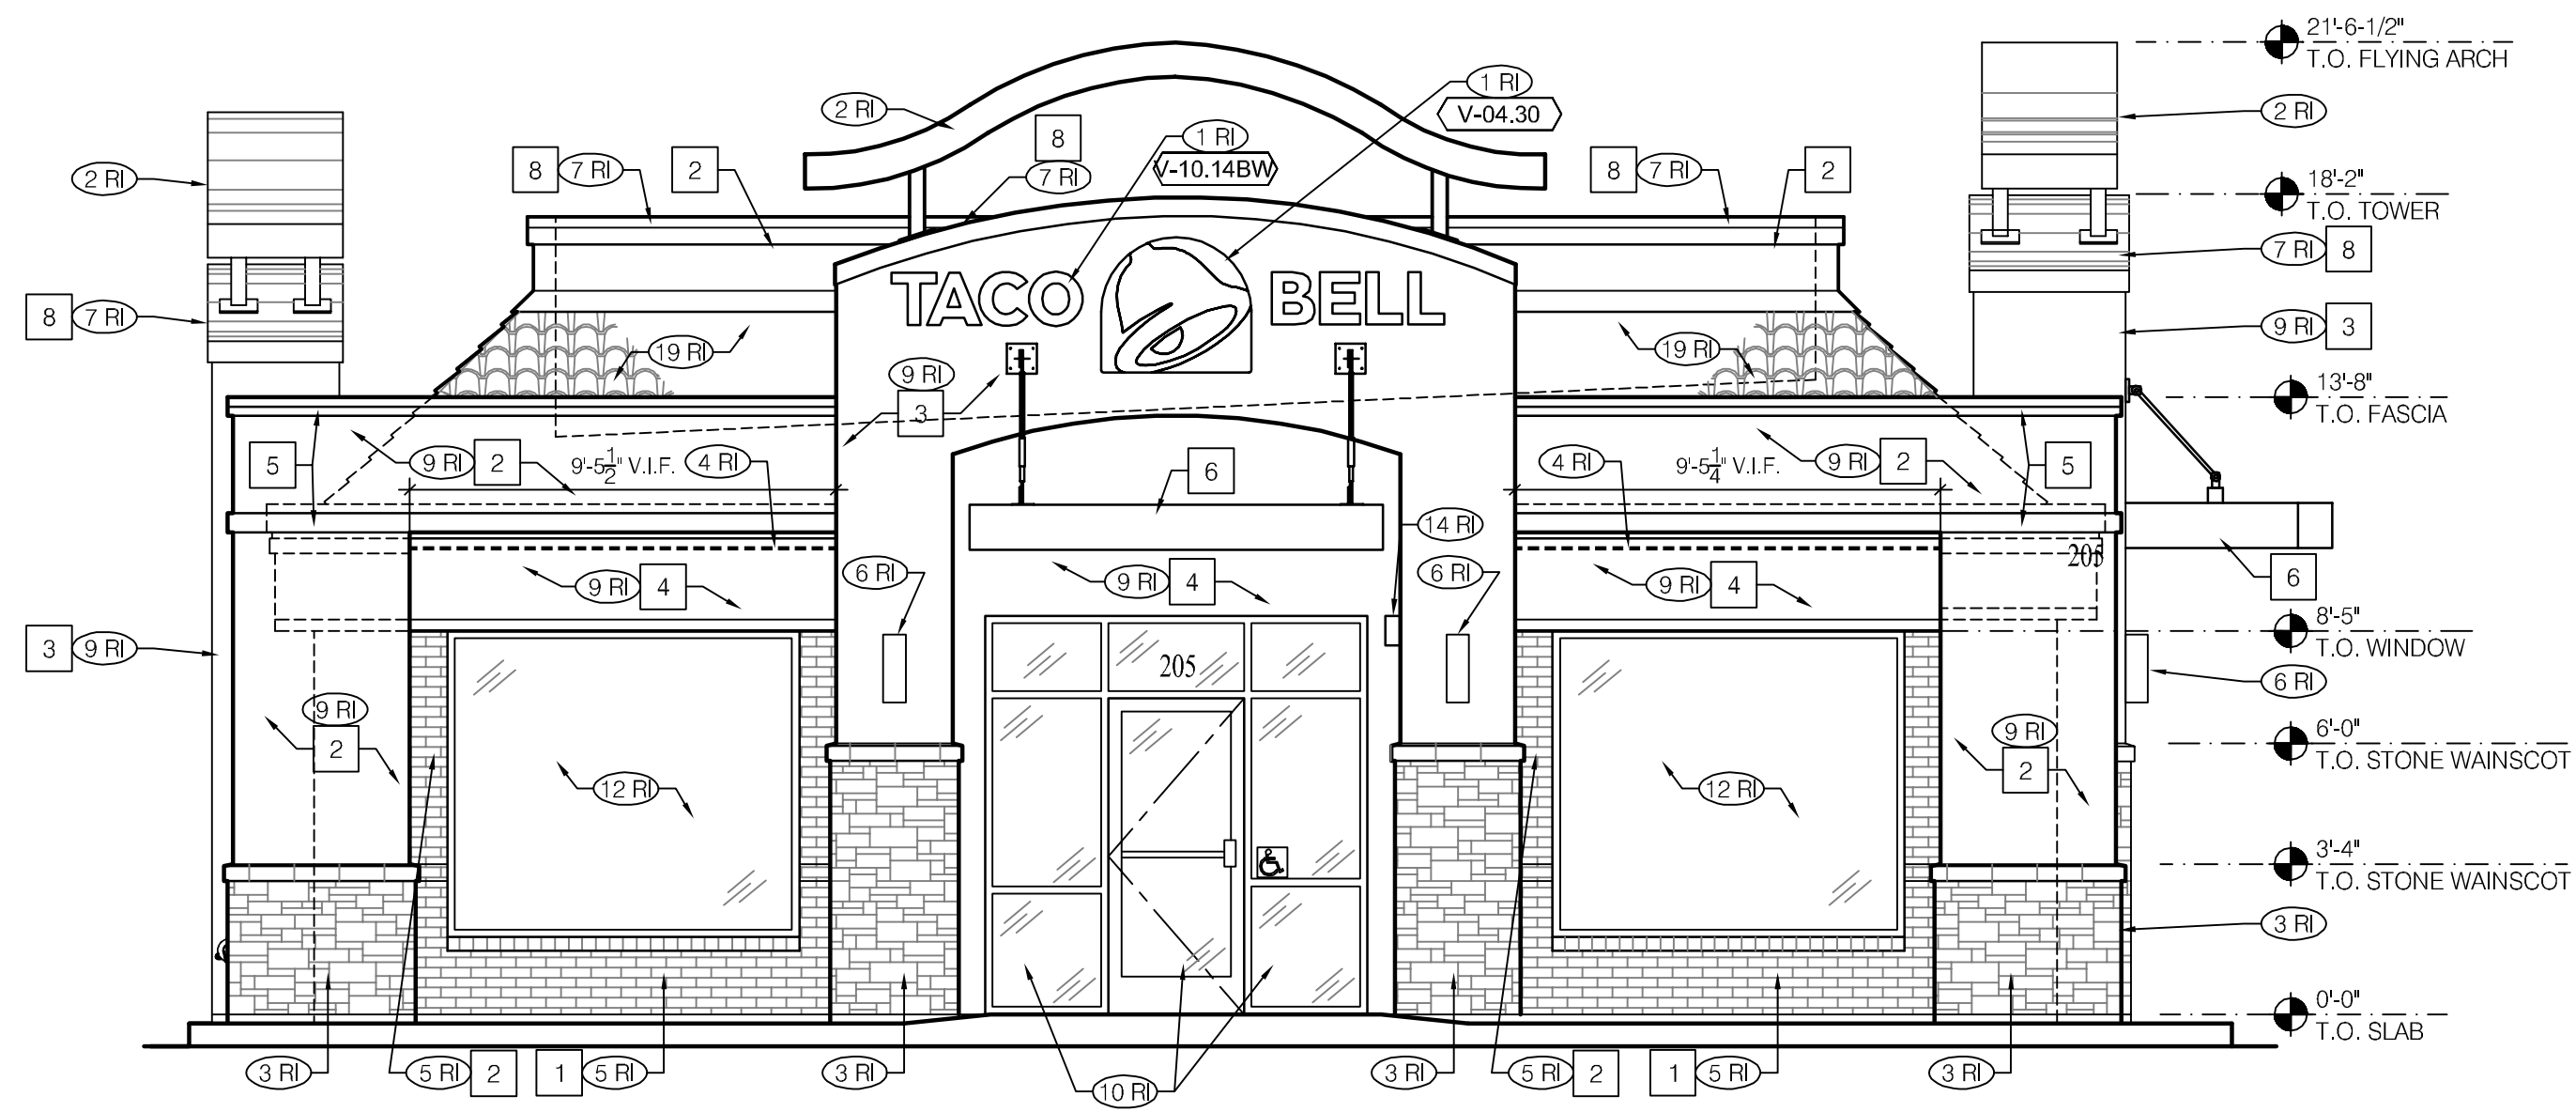 21'-6-1/2"
T.O. FLYING ARCH
1 RI
V-04.30
2 RI
2 RI
1 RI
V-10.14BW
8
7 RI
8 7 RI
2
8 7 RI
2
2 RI
18'-2"
T.O. TOWER
7 RI 8
TACO BELL
8 7 RI
9 RI 3
19 RI
19 RI
9 RI
3
13'-8"
T.O. FASCIA
5
9 RI 2
9'-5 1/2" V.I.F.
4 RI
6
4 RI
9'-5 1/4" V.I.F.
9 RI 2
5
14 RI
205
6
6 RI
6 RI
9 RI 4
9 RI 4
9 RI 4
8'-5"
T.O. WINDOW
3 9 RI
205
6 RI
9 RI
2
9 RI
2
6'-0"
T.O. STONE WAINSCOT
12 RI
12 RI
3'-4"
T.O. STONE WAINSCOT
3 RI
0'-0"
T.O. SLAB
3 RI
5 RI 2
1 5 RI
3 RI
10 RI
3 RI
5 RI 2
1 5 RI
3 RI